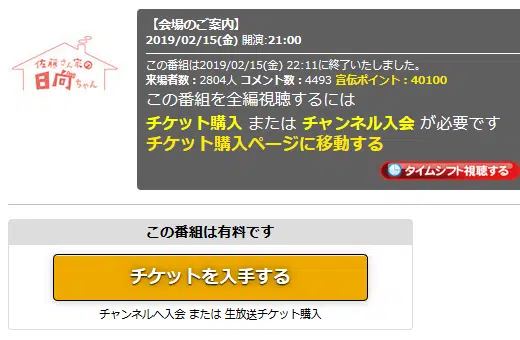 佐藤さん家の
日向ちゃん
【会場のご案内】
2019/02/15(金) 開演:21:00
この番組は2019/02/15(金) 22:11に終了いたしました。
来場者数：2804人 コメント数：4493 宣伝ポイント：40100
この番組を全編視聴するには
チケット購入 または チャンネル入会 が必要です
チケット購入ページに移動する
タイムシフト視聴する
この番組は有料です
チケットを入手する
チャンネルへ入会 または 生放送チケット購入